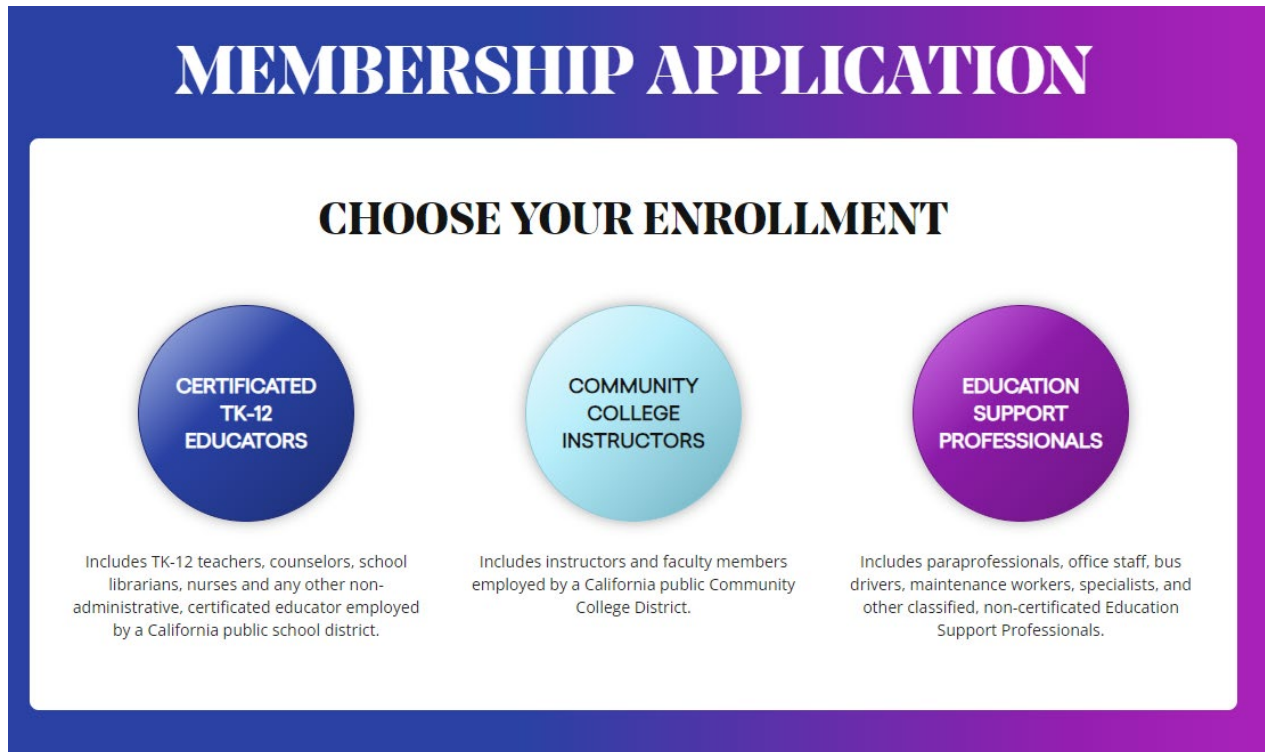 MEMBERSHIP APPLICATION
CHOOSE YOUR ENROLLMENT
CERTIFICATED
TK-12
EDUCATORS
Includes TK-12 teachers, counselors, school
librarians, nurses and any other non-
administrative, certificated educator employed
by a California public school district.
COMMUNITY
COLLEGE
INSTRUCTORS
Includes instructors and faculty members
employed by a California public Community
College District.
EDUCATION
SUPPORT
PROFESSIONALS
Includes paraprofessionals, office staff, bus
drivers, maintenance workers, specialists, and
other classified, non-certificated Education
Support Professionals.